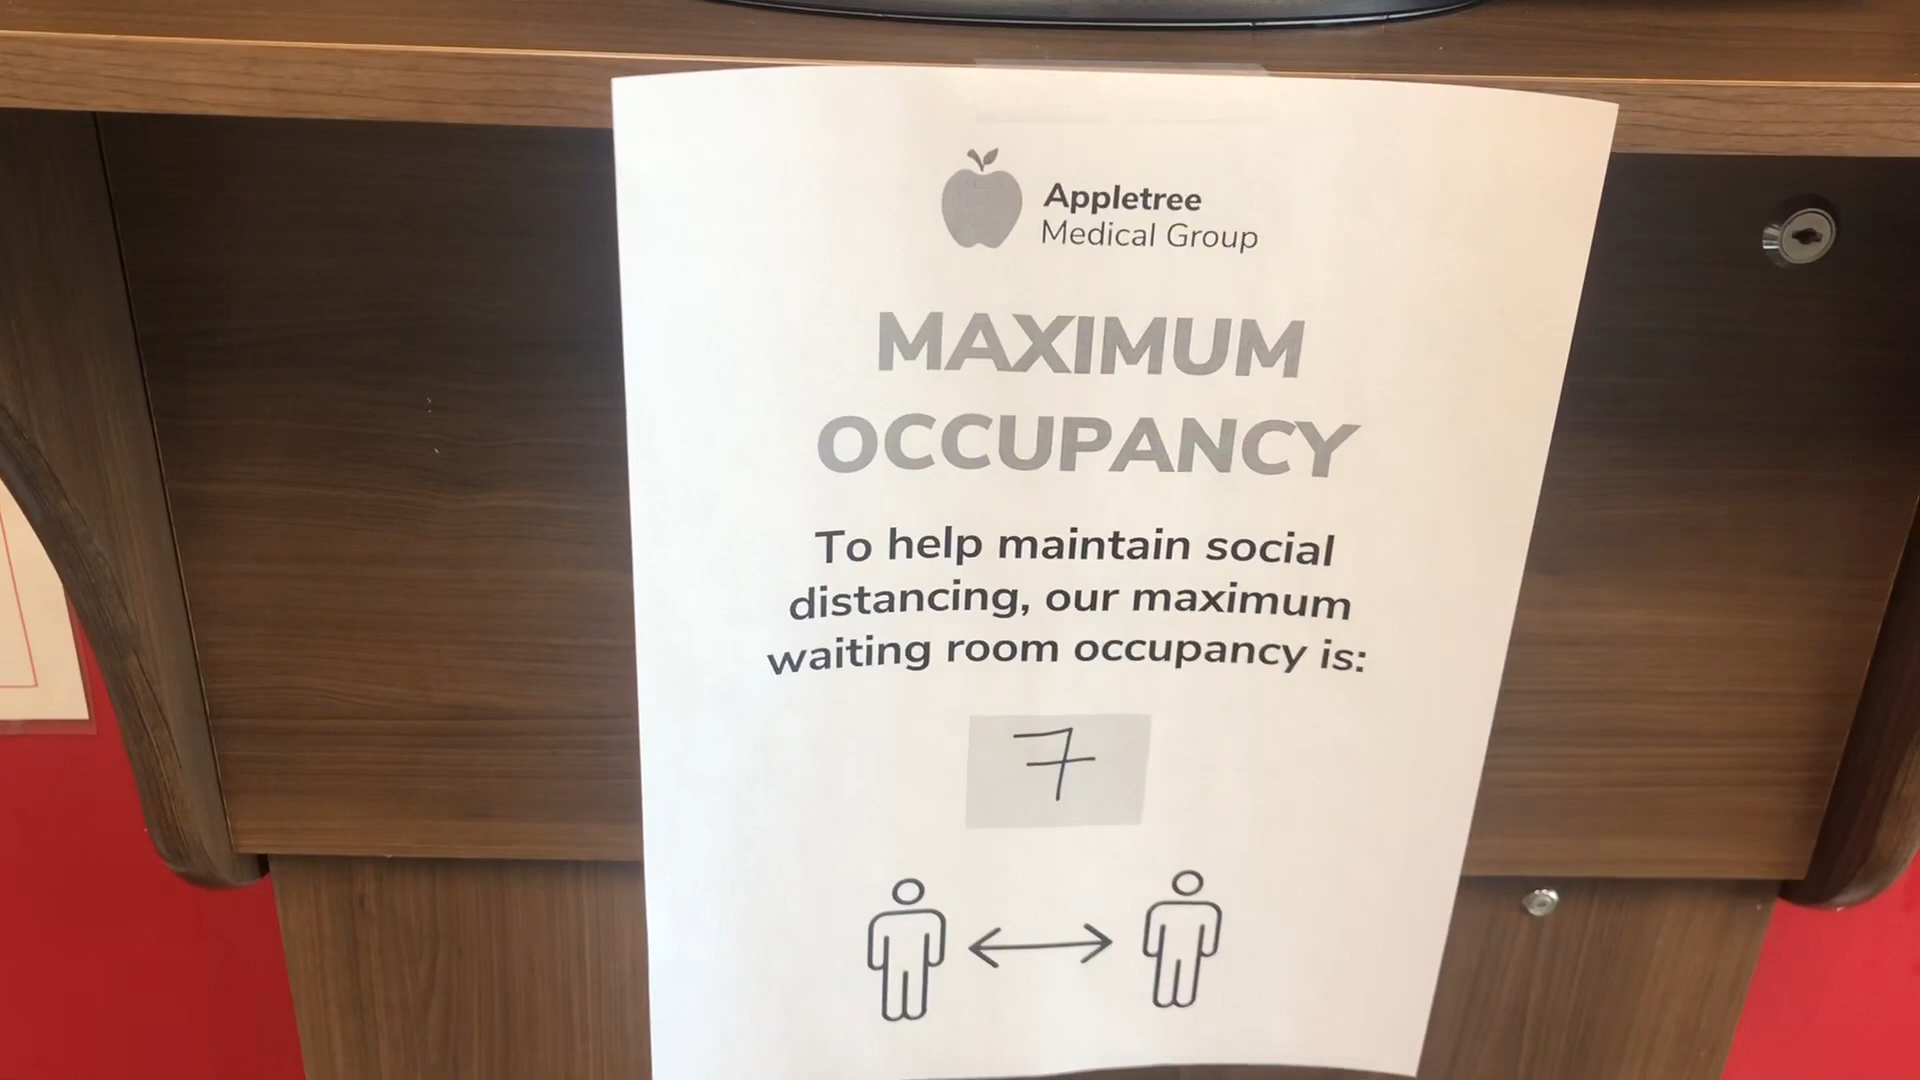 Appletree
Medical Group
MAXIMUM
OCCUPANCY
To help maintain social
distancing, our maximum
waiting room occupancy is:
7